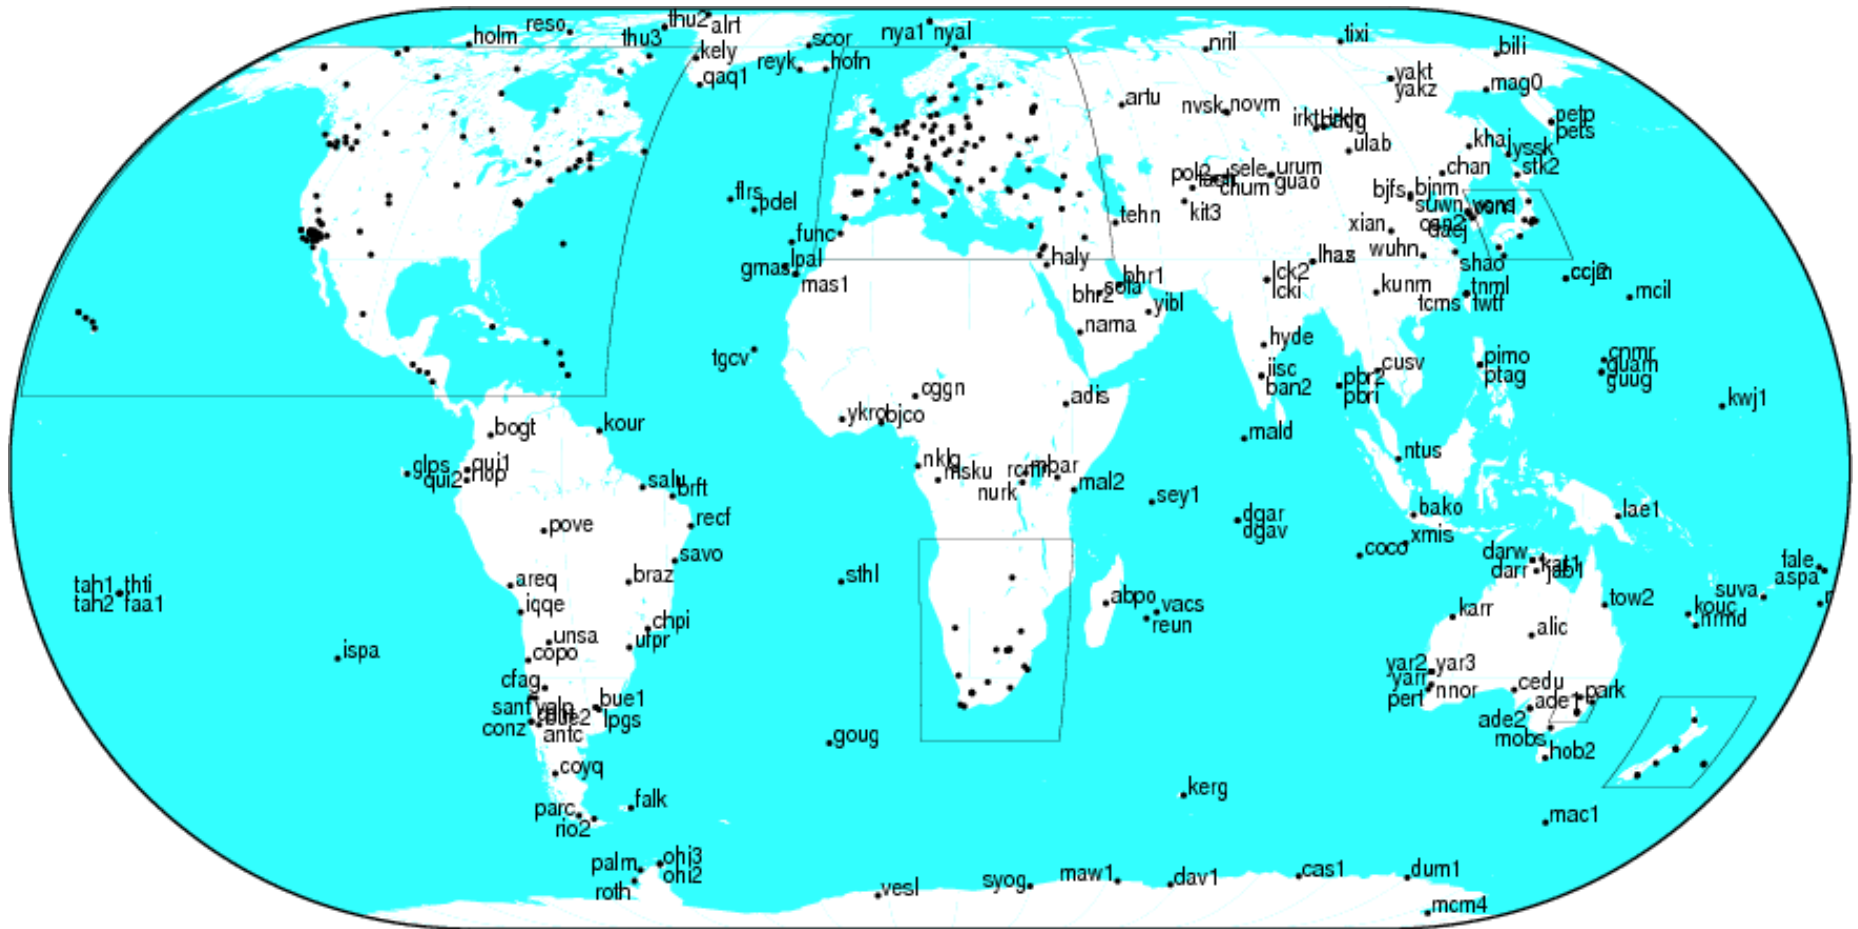 thu2 alrt
reso
holm
thu3
kely
qaq1
scor
reyk hofn
nya1 nyal
nril
tixi
bili
yakt
yakz
mag0
artu
nvsk novm
ulab
petp
pets
khaj
yssk
stk2
chan
pol2
sele urum
chum guao
kit3
bjfs bjnm
suwn
daej
xian
wuhn
shao
flrs
pdel
func
gmas lpal
mas1
tehn
haly
bhr1
bhr2
yibl
nama
lhaz
lck2
lcki
kunm
tnml
tcms twtf
mcil
hyde
iisc
ban2
pbr2
pbri
cusv
pimo
ptag
cnmr
guam
guug
kwj1
tgcv
cggn
ykro bjco
adis
bogt
kour
mald
ntus
glps qui1
qui2 riop
salu
brft
nklg
msku
mbar
nurk
mal2
sey1
dgar
dgav
bako
xmis
coco
lae1
recf
pove
savo
areq
braz
iqqe
chpi
unsa
ufpr
copo
cfag
tah1 thti
tah2 faa1
ispa
sthl
abpo
vacs
reun
darw kat1
darr jab1
karr
alic
tow2
fale
aspa
suva
kouc
nrmd
yar2 yar3
yarr
pert nnor
cedu
park
ade1
ade2
mobs
hob2
sant valp
bue1
bue2
lpgs
conz
antc
goug
coyq
parc
falk
rio2
kerg
mac1
palm ohi3
ohi2
roth
vesl
syog
maw1
dav1
cas1
dum1
mcm4